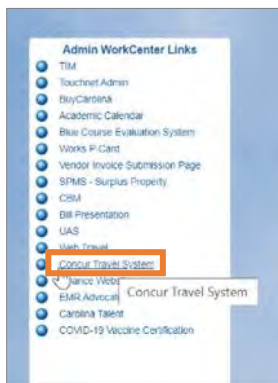 Admin WorkCenter Links
TIM
Touchnet Admin
BuyCarolina
Academic Calendar
Blue Course Evaluation System
Works P-Card
Vendor Invoice Submission Page
SPMS - Surplus Property
CBM
Bill Presentation
UAS
Web Travel
Concur Travel System
Webs
EMR Advocat
Concur Travel System
Carolina Talent
COVID-19 Vaccine Certification